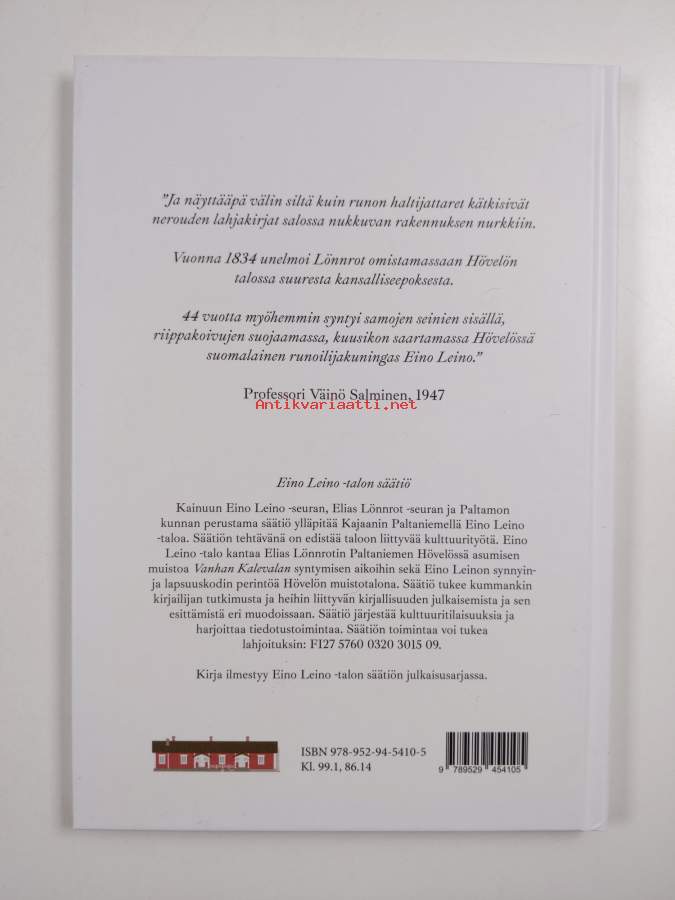 ”Ja näyttääpä välin siltä kuin runon haltijattaret kätkisivät
nerouden lahjakirjat salossa nukkuvan rakennuksen nurkkiin.
Vuonna 1834 unelmoi Lönnrot omistamassaan Hövelön
talossa suuresta kansalliseepoksesta.
44 vuotta myöhemmin syntyi samojen seinien sisällä,
riippakoivujen suojaamassa, kuusikon saartamassa Hövelössä
suomalainen runoilijakuningas Eino Leino.”
Professori Väinö Salminen, 1947
Antikvariaatti.net
Eino Leino -talon säätiö
Kainuun Eino Leino -seuran, Elias Lönnrot -seuran ja Paltamon
kunnan perustama säätiö ylläpitää Kajaanin Paltaniemellä Eino Leino
-taloa. Säätiön tehtävänä on edistää taloon liittyvää kulttuurityötä. Eino
Leino -talo kantaa Elias Lönnrotin Paltaniemen Hövelössä asumisen
muistoa Vanhan Kalevalan syntymisen aikoihin sekä Eino Leinon synnyin-
ja lapsuuskodin perintöä Hövelön muistotalona. Säätiö tukee kummankin
kirjailijan tutkimusta ja heihin liittyvän kirjallisuuden julkaisemista ja sen
esittämistä eri muodoissaan. Säätiö järjestää kulttuuritilaisuuksia ja
harjoittaa tiedotustoimintaa. Säätiön toimintaa voi tukea
lahjoituksin: FI27 5760 0320 3015 09.
Kirja ilmestyy Eino Leino -talon säätiön julkaisusarjassa.
ISBN 978-952-94-5410-5
Kl. 99.1, 86.14
9 789529 454105